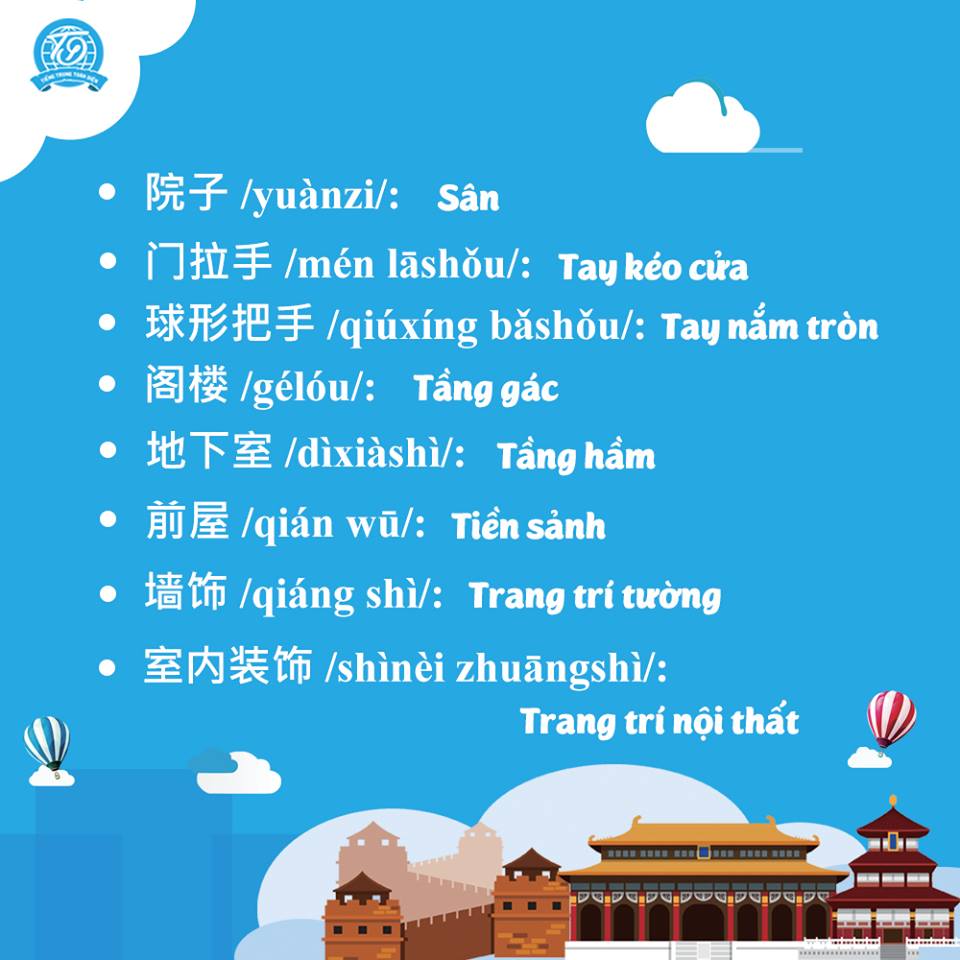 TIẾNG TRUNG TOÀN DIỆN
• 院子 /yuànzi/: Sân
• 门拉手 /mén lāshǒu/: Tay kéo cửa
• 球形把手 /qiúxíng bǎshǒu/: Tay nắm tròn
• 阁楼 /gélóu/: Tầng gác
• 地下室 /dìxiàshì/: Tầng hầm
• 前屋 /qián wū/: Tiền sảnh
• 墙饰 /qiáng shì/: Trang trí tường
• 室内装饰 /shìnèi zhuāngshì/:
Trang trí nội thất